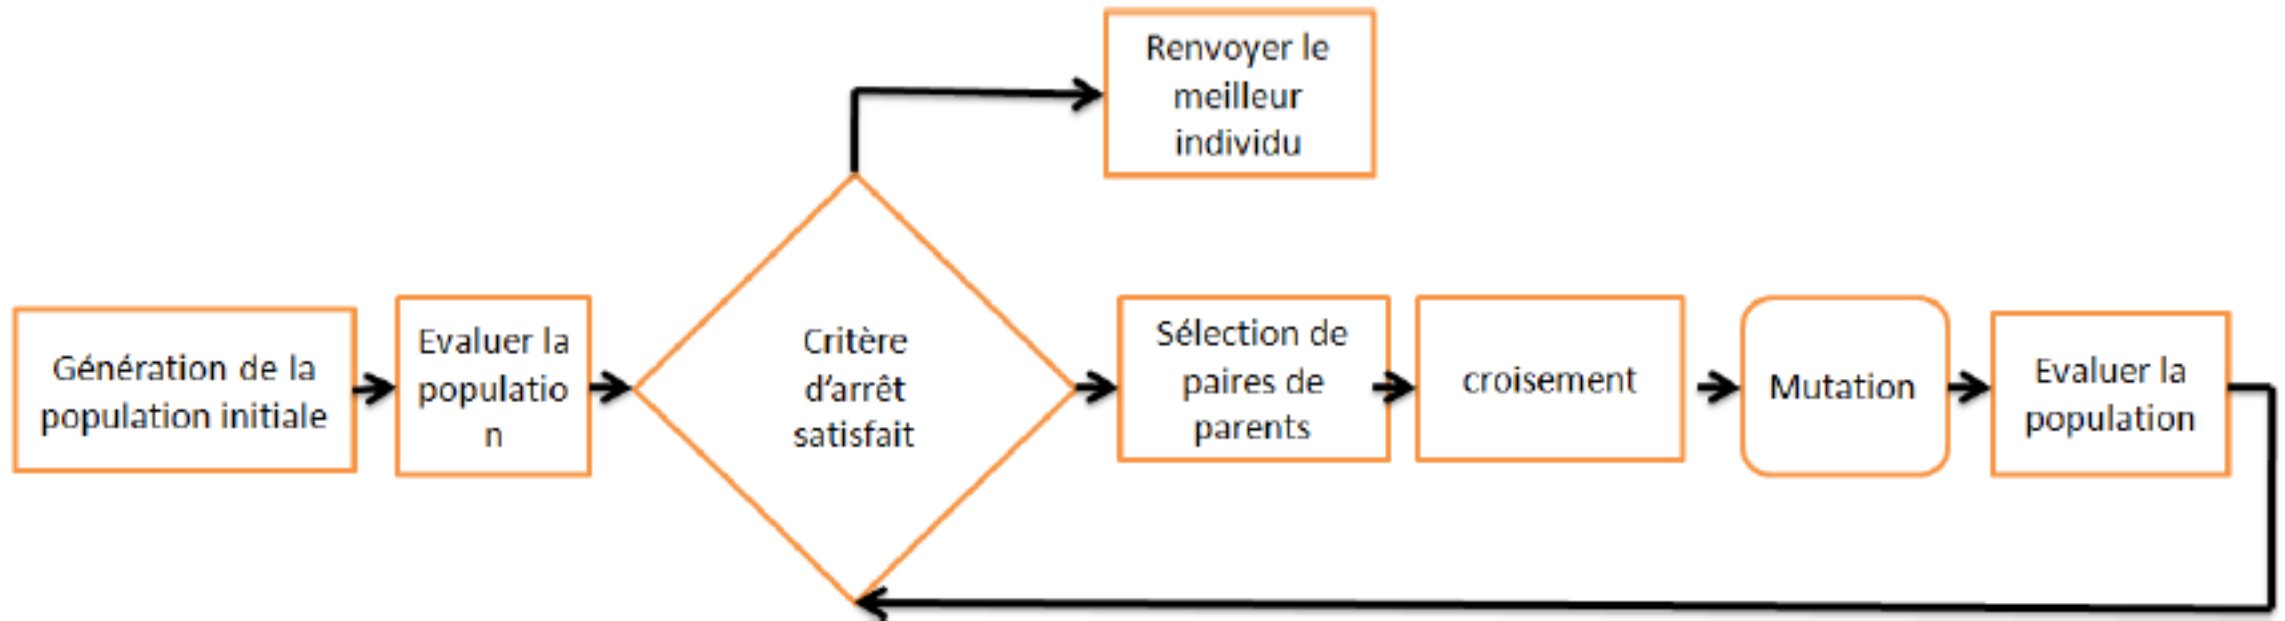 Renvoyer le
meilleur
individu
Génération de la
population initiale
Evaluer la
populatio
n
Critère
d'arrêt
satisfait
Sélection de
paires de
parents
croisement
Mutation
Evaluer la
population